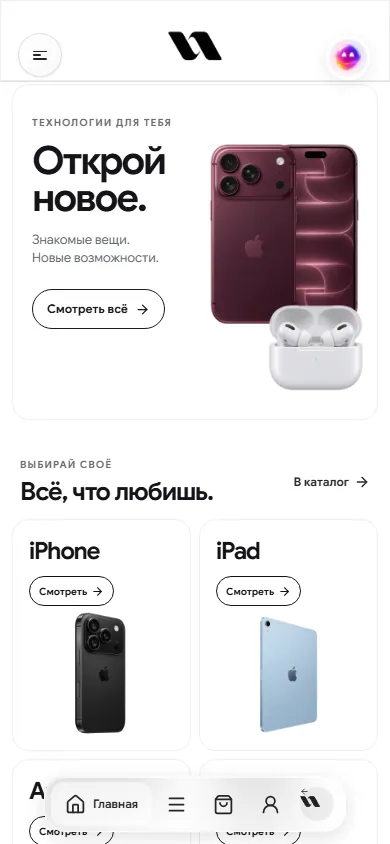 ТЕХНОЛОГИИ ДЛЯ ТЕБЯ
Открой
новое.
Знакомые вещи.
Новые возможности.
Смотреть всё
ВЫБИРАЙ СВОЁ
Всё, что любишь.
В каталог
iPhone
iPad
Смотреть
Смотреть
Главная
Смотреть
Смотреть